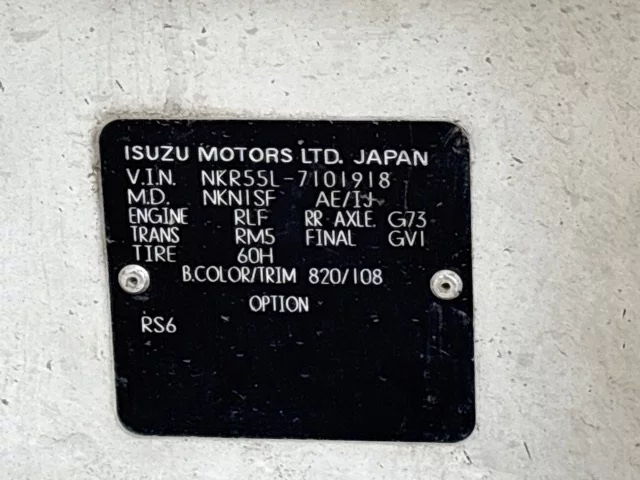 ISUZU MOTORS LTD. JAPAN
V.I.N. NKR55L-7101918
M.D. NKN1SF AE/IJ
ENGINE RLF RR AXLE. G73
TRANS RM5 FINAL GV1
TIRE 60H
B.COLOR/TRIM 820/108
OPTION
RS6